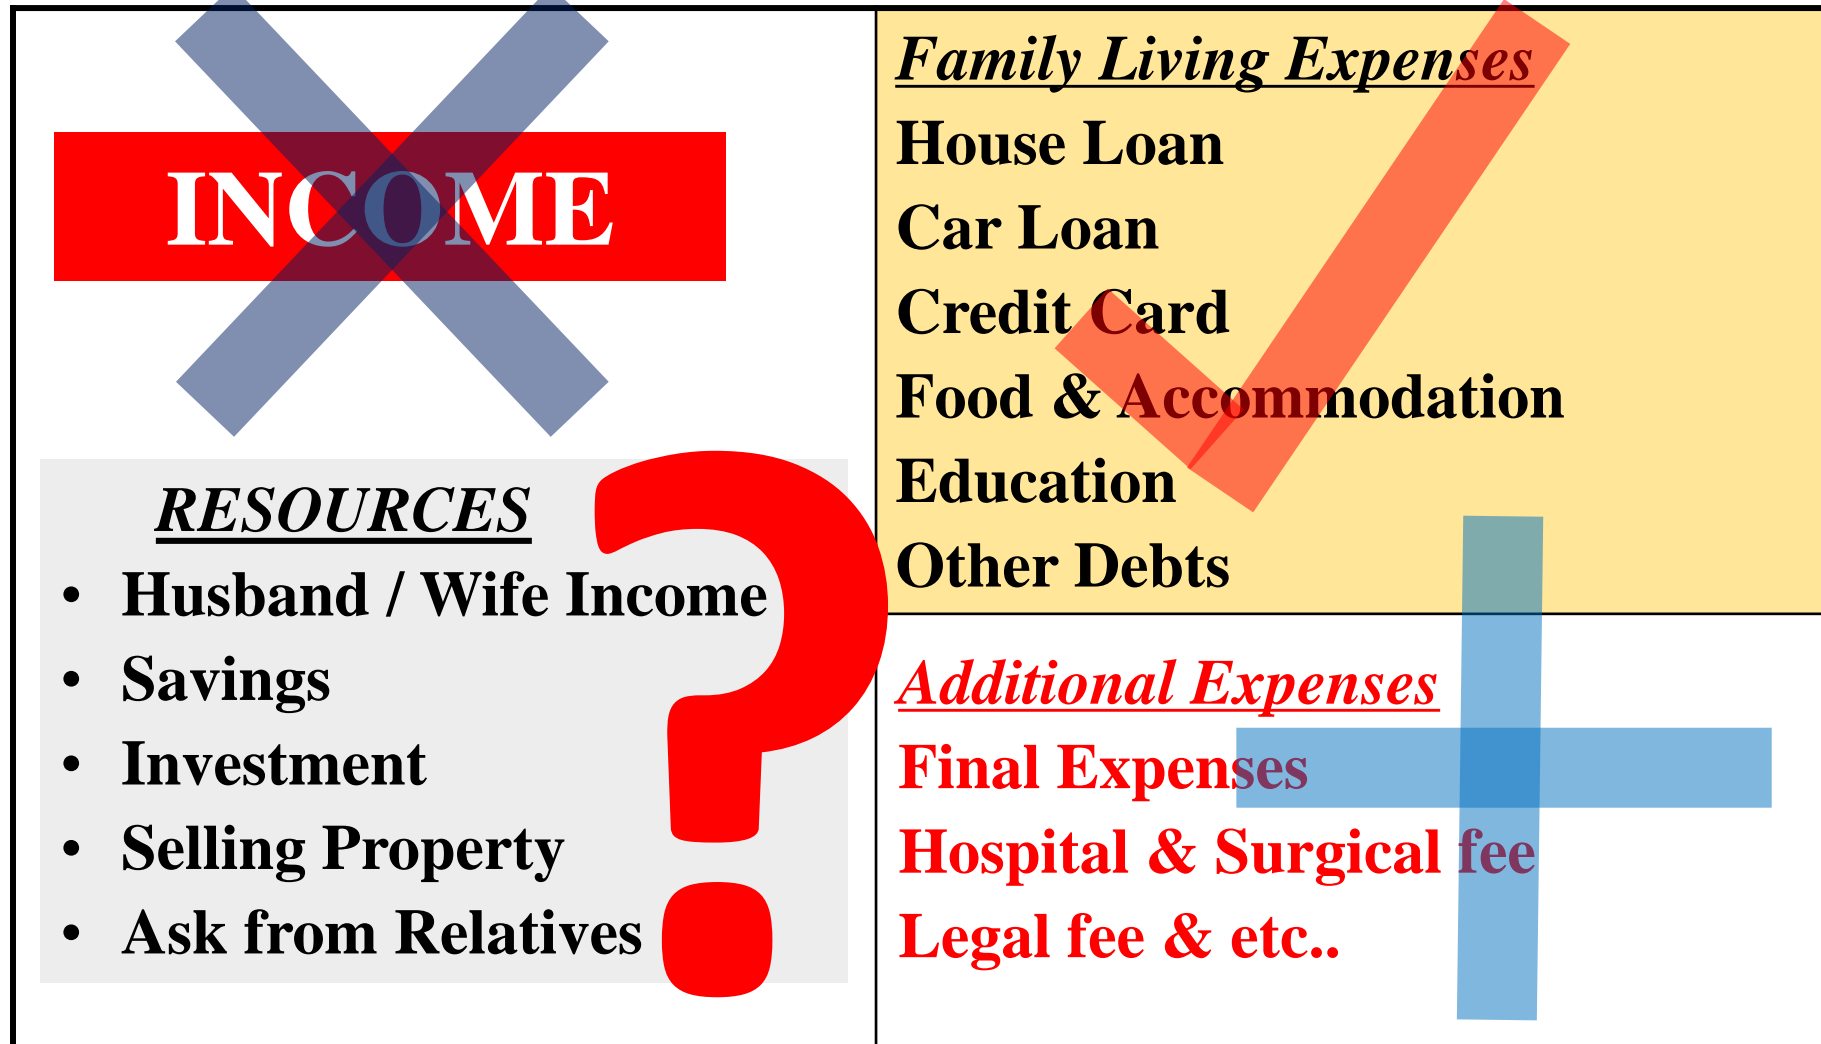 INCOME
RESOURCES
• Husband / Wife Income
• Savings
• Investment
• Selling Property
• Ask from Relatives
?
Family Living Expenses
House Loan
Car Loan
Credit Card
Food & Accommodation
Education
Other Debts
Additional Expenses
Final Expenses
Hospital & Surgical fee
Legal fee & etc..